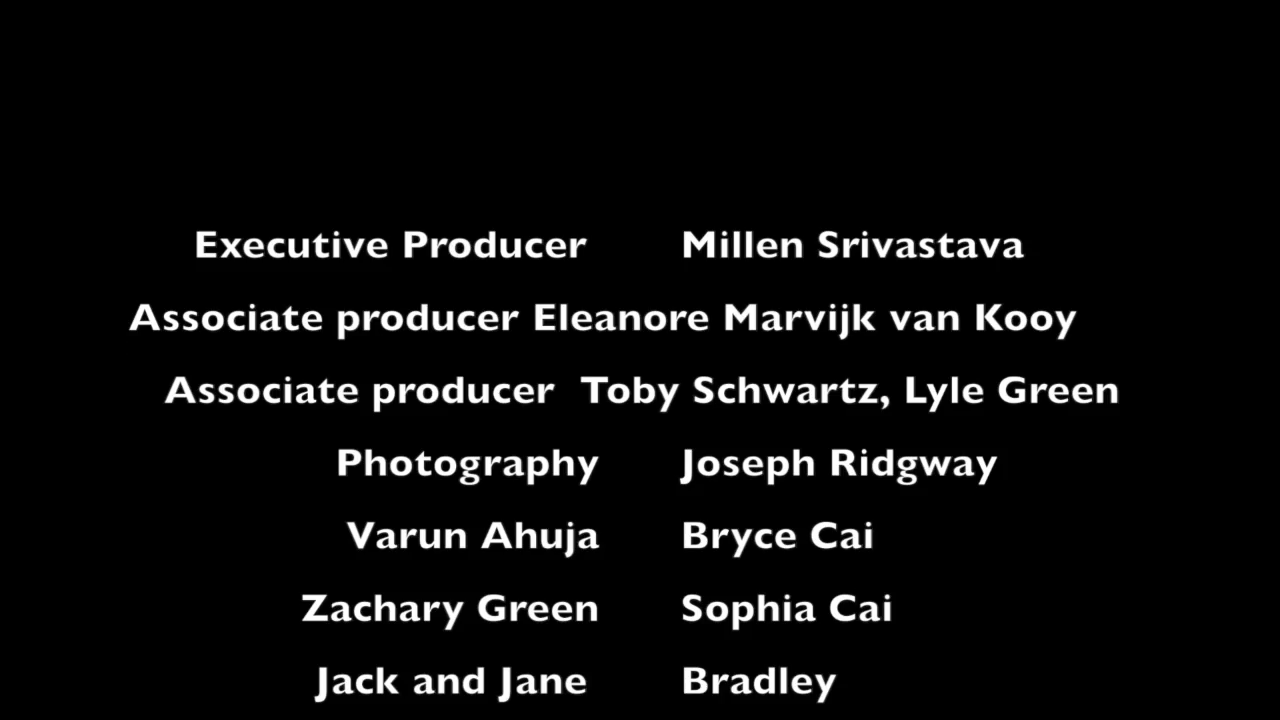 Executive Producer Millen Srivastava
Associate producer Eleanore Marvijk van Kooy
Associate producer Toby Schwartz, Lyle Green
Photography Joseph Ridgway
Varun Ahuja Bryce Cai
Zachary Green Sophia Cai
Jack and Jane Bradley